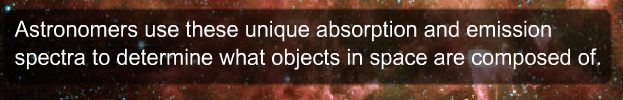 Astronomers use these unique absorption and emission
spectra to determine what objects in space are composed of.